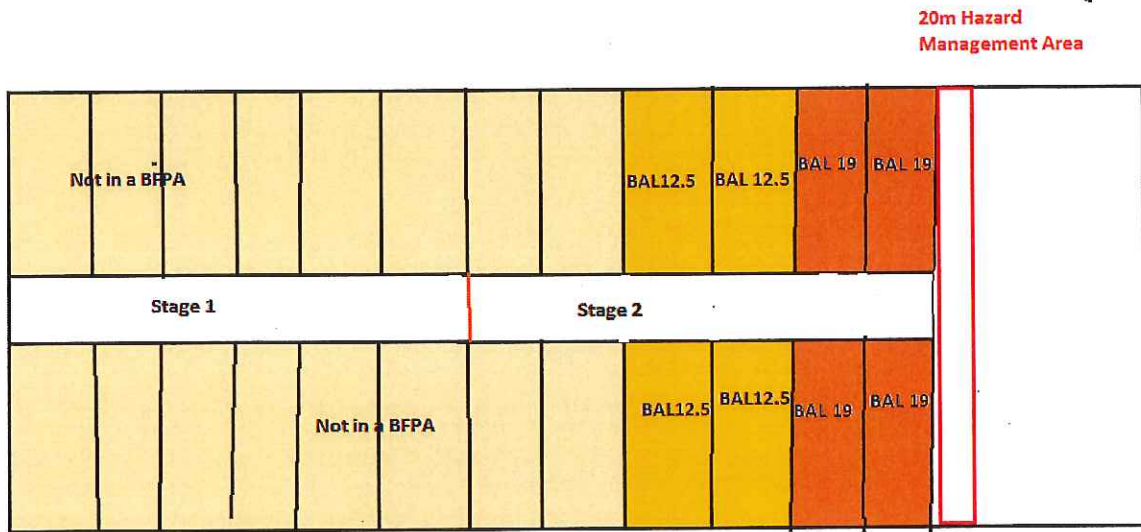 20m Hazard
Management Area
Not in a BFPA
BAL12.5
BAL 12.5
BAL 19
BAL 19
Stage 1
Stage 2
Not in a BFPA
BAL12.5
BAL12.5
BAL 19
BAL 19